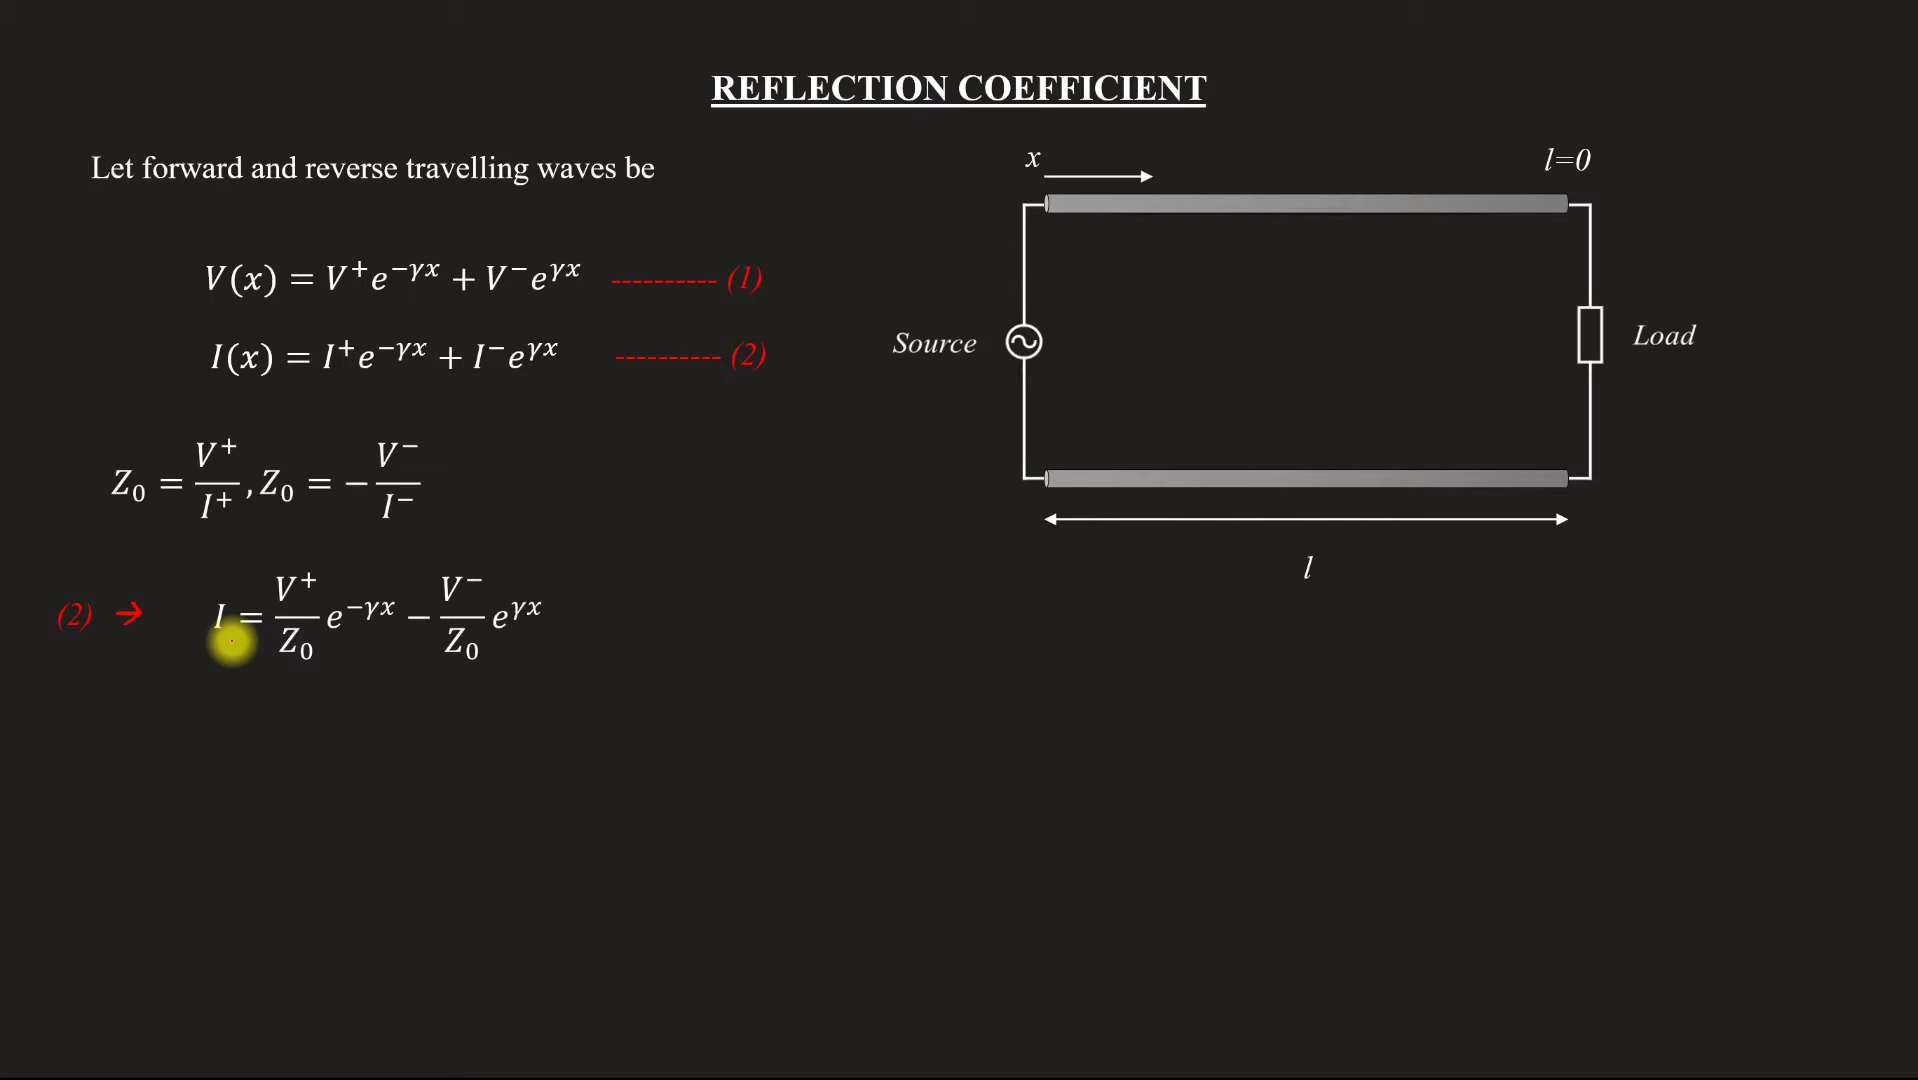 REFLECTION COEFFICIENT
Let forward and reverse travelling waves be
x
l=0
V(x) = V⁺e^{−γx} + V⁻e^{γx} ---------- (1)
I(x) = I⁺e^{−γx} + I⁻e^{γx} ---------- (2)
Source
Load
Z₀ = V⁺/I⁺ , Z₀ = − V⁻/I⁻
l
(2) → I = V⁺/Z₀ e^{−γx} − V⁻/Z₀ e^{γx}